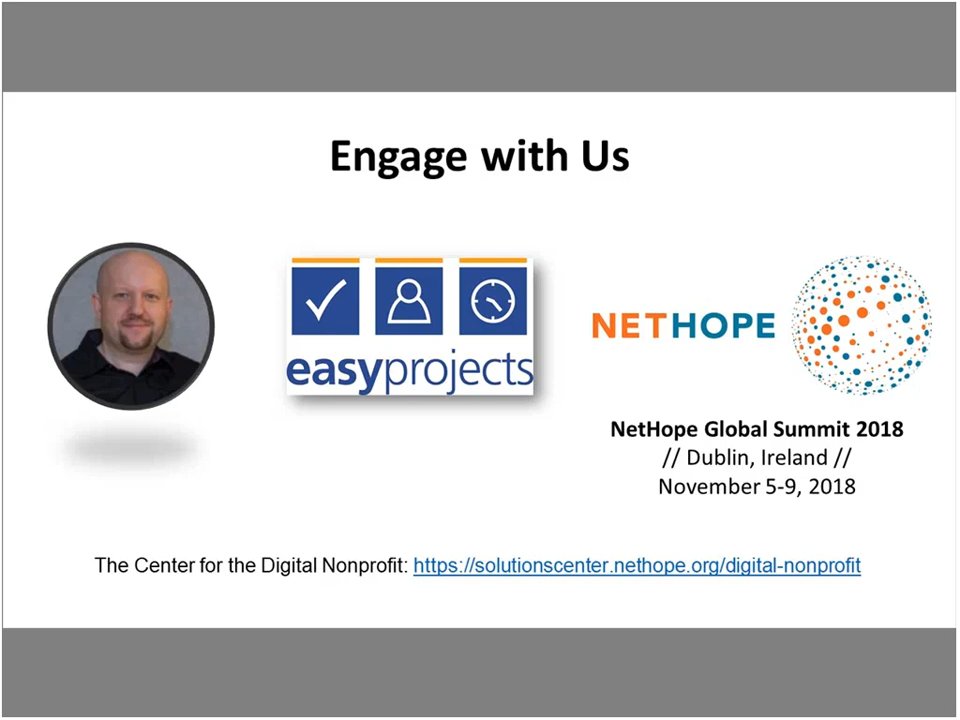 Engage with Us
easyprojects
NETHOPE
NetHope Global Summit 2018
// Dublin, Ireland //
November 5-9, 2018
The Center for the Digital Nonprofit: https://solutionscenter.nethope.org/digital-nonprofit